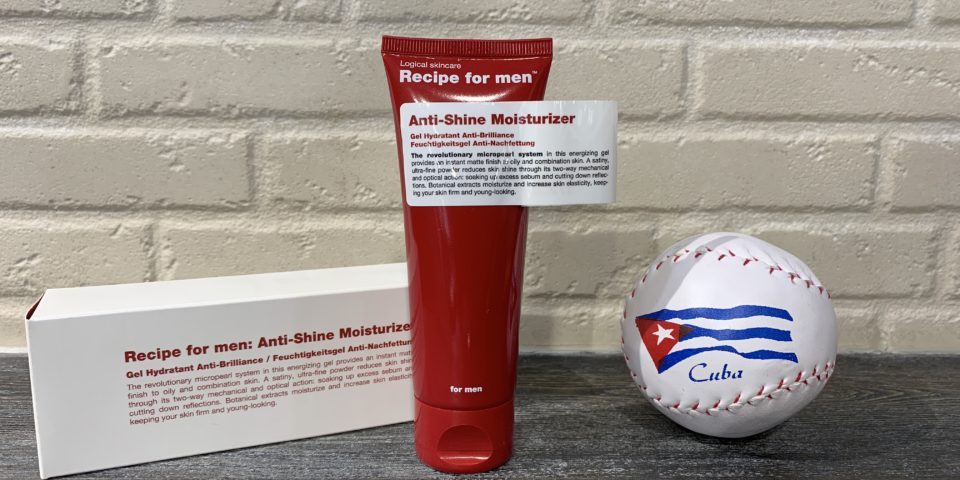 Logical skincare
Recipe for men™
Anti-Shine Moisturizer
Gel Hydratant Anti-Brilliance
Feuchtigkeitsgel Anti-Nachfettung
The revolutionary micropearl system in this energizing gel
provides an instant matte finish to oily and combination skin. A satiny,
ultra-fine powder reduces skin shine through its two-way mechanical
and optical action: soaking up excess sebum and cutting down reflec-
tions. Botanical extracts moisturize and increase skin elasticity, keep-
ing your skin firm and young-looking.
for men
Recipe for men: Anti-Shine Moisturize
Gel Hydratant Anti-Brilliance / Feuchtigkeitsgel Anti-Nachfettun
The revolutionary micropearl system in this energizing gel provides an instant mat
finish to oily and combination skin. A satiny, ultra-fine powder reduces skin shin
through its two-way mechanical and optical action: soaking up excess sebum an
cutting down reflections. Botanical extracts moisturize and increase skin elasticit
keeping your skin firm and young-looking.
Cuba